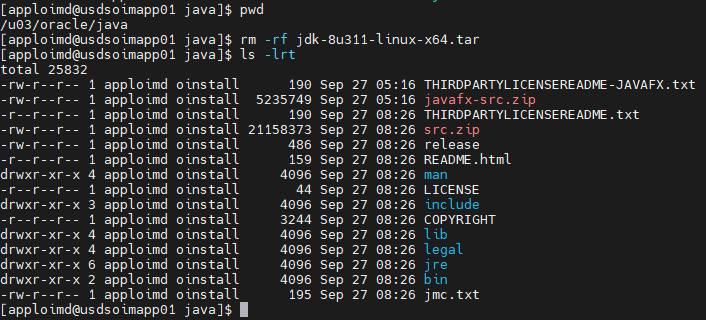 [apploimd@usdsoimapp01 java]$ pwd
/u03/oracle/java
[apploimd@usdsoimapp01 java]$ rm -rf jdk-8u311-linux-x64.tar
[apploimd@usdsoimapp01 java]$ ls -lrt
total 25832
-rw-r--r-- 1 apploimd oinstall      190 Sep 27 05:16 THIRDPARTYLICENSEREADME-JAVAFX.txt
-rw-r--r-- 1 apploimd oinstall  5235749 Sep 27 05:16 javafx-src.zip
-r--r--r-- 1 apploimd oinstall      190 Sep 27 08:26 THIRDPARTYLICENSEREADME.txt
-rw-r--r-- 1 apploimd oinstall 21158373 Sep 27 08:26 src.zip
-rw-r--r-- 1 apploimd oinstall      486 Sep 27 08:26 release
-r--r--r-- 1 apploimd oinstall      159 Sep 27 08:26 README.html
drwxr-xr-x 4 apploimd oinstall     4096 Sep 27 08:26 man
-r--r--r-- 1 apploimd oinstall       44 Sep 27 08:26 LICENSE
drwxr-xr-x 3 apploimd oinstall     4096 Sep 27 08:26 include
-r--r--r-- 1 apploimd oinstall     3244 Sep 27 08:26 COPYRIGHT
drwxr-xr-x 4 apploimd oinstall     4096 Sep 27 08:26 lib
drwxr-xr-x 4 apploimd oinstall     4096 Sep 27 08:26 legal
drwxr-xr-x 6 apploimd oinstall     4096 Sep 27 08:26 jre
drwxr-xr-x 2 apploimd oinstall     4096 Sep 27 08:26 bin
-rw-r--r-- 1 apploimd oinstall      195 Sep 27 08:26 jmc.txt
[apploimd@usdsoimapp01 java]$